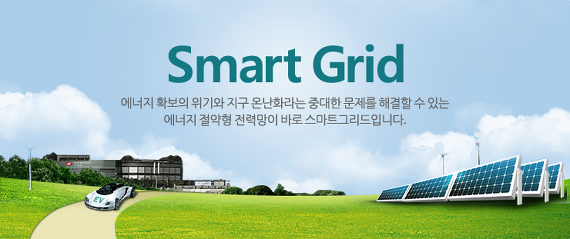 Smart Grid
에너지 확보의 위기와 지구 온난화라는 중대한 문제를 해결할 수 있는
에너지 절약형 전력망이 바로 스마트그리드입니다.
EV